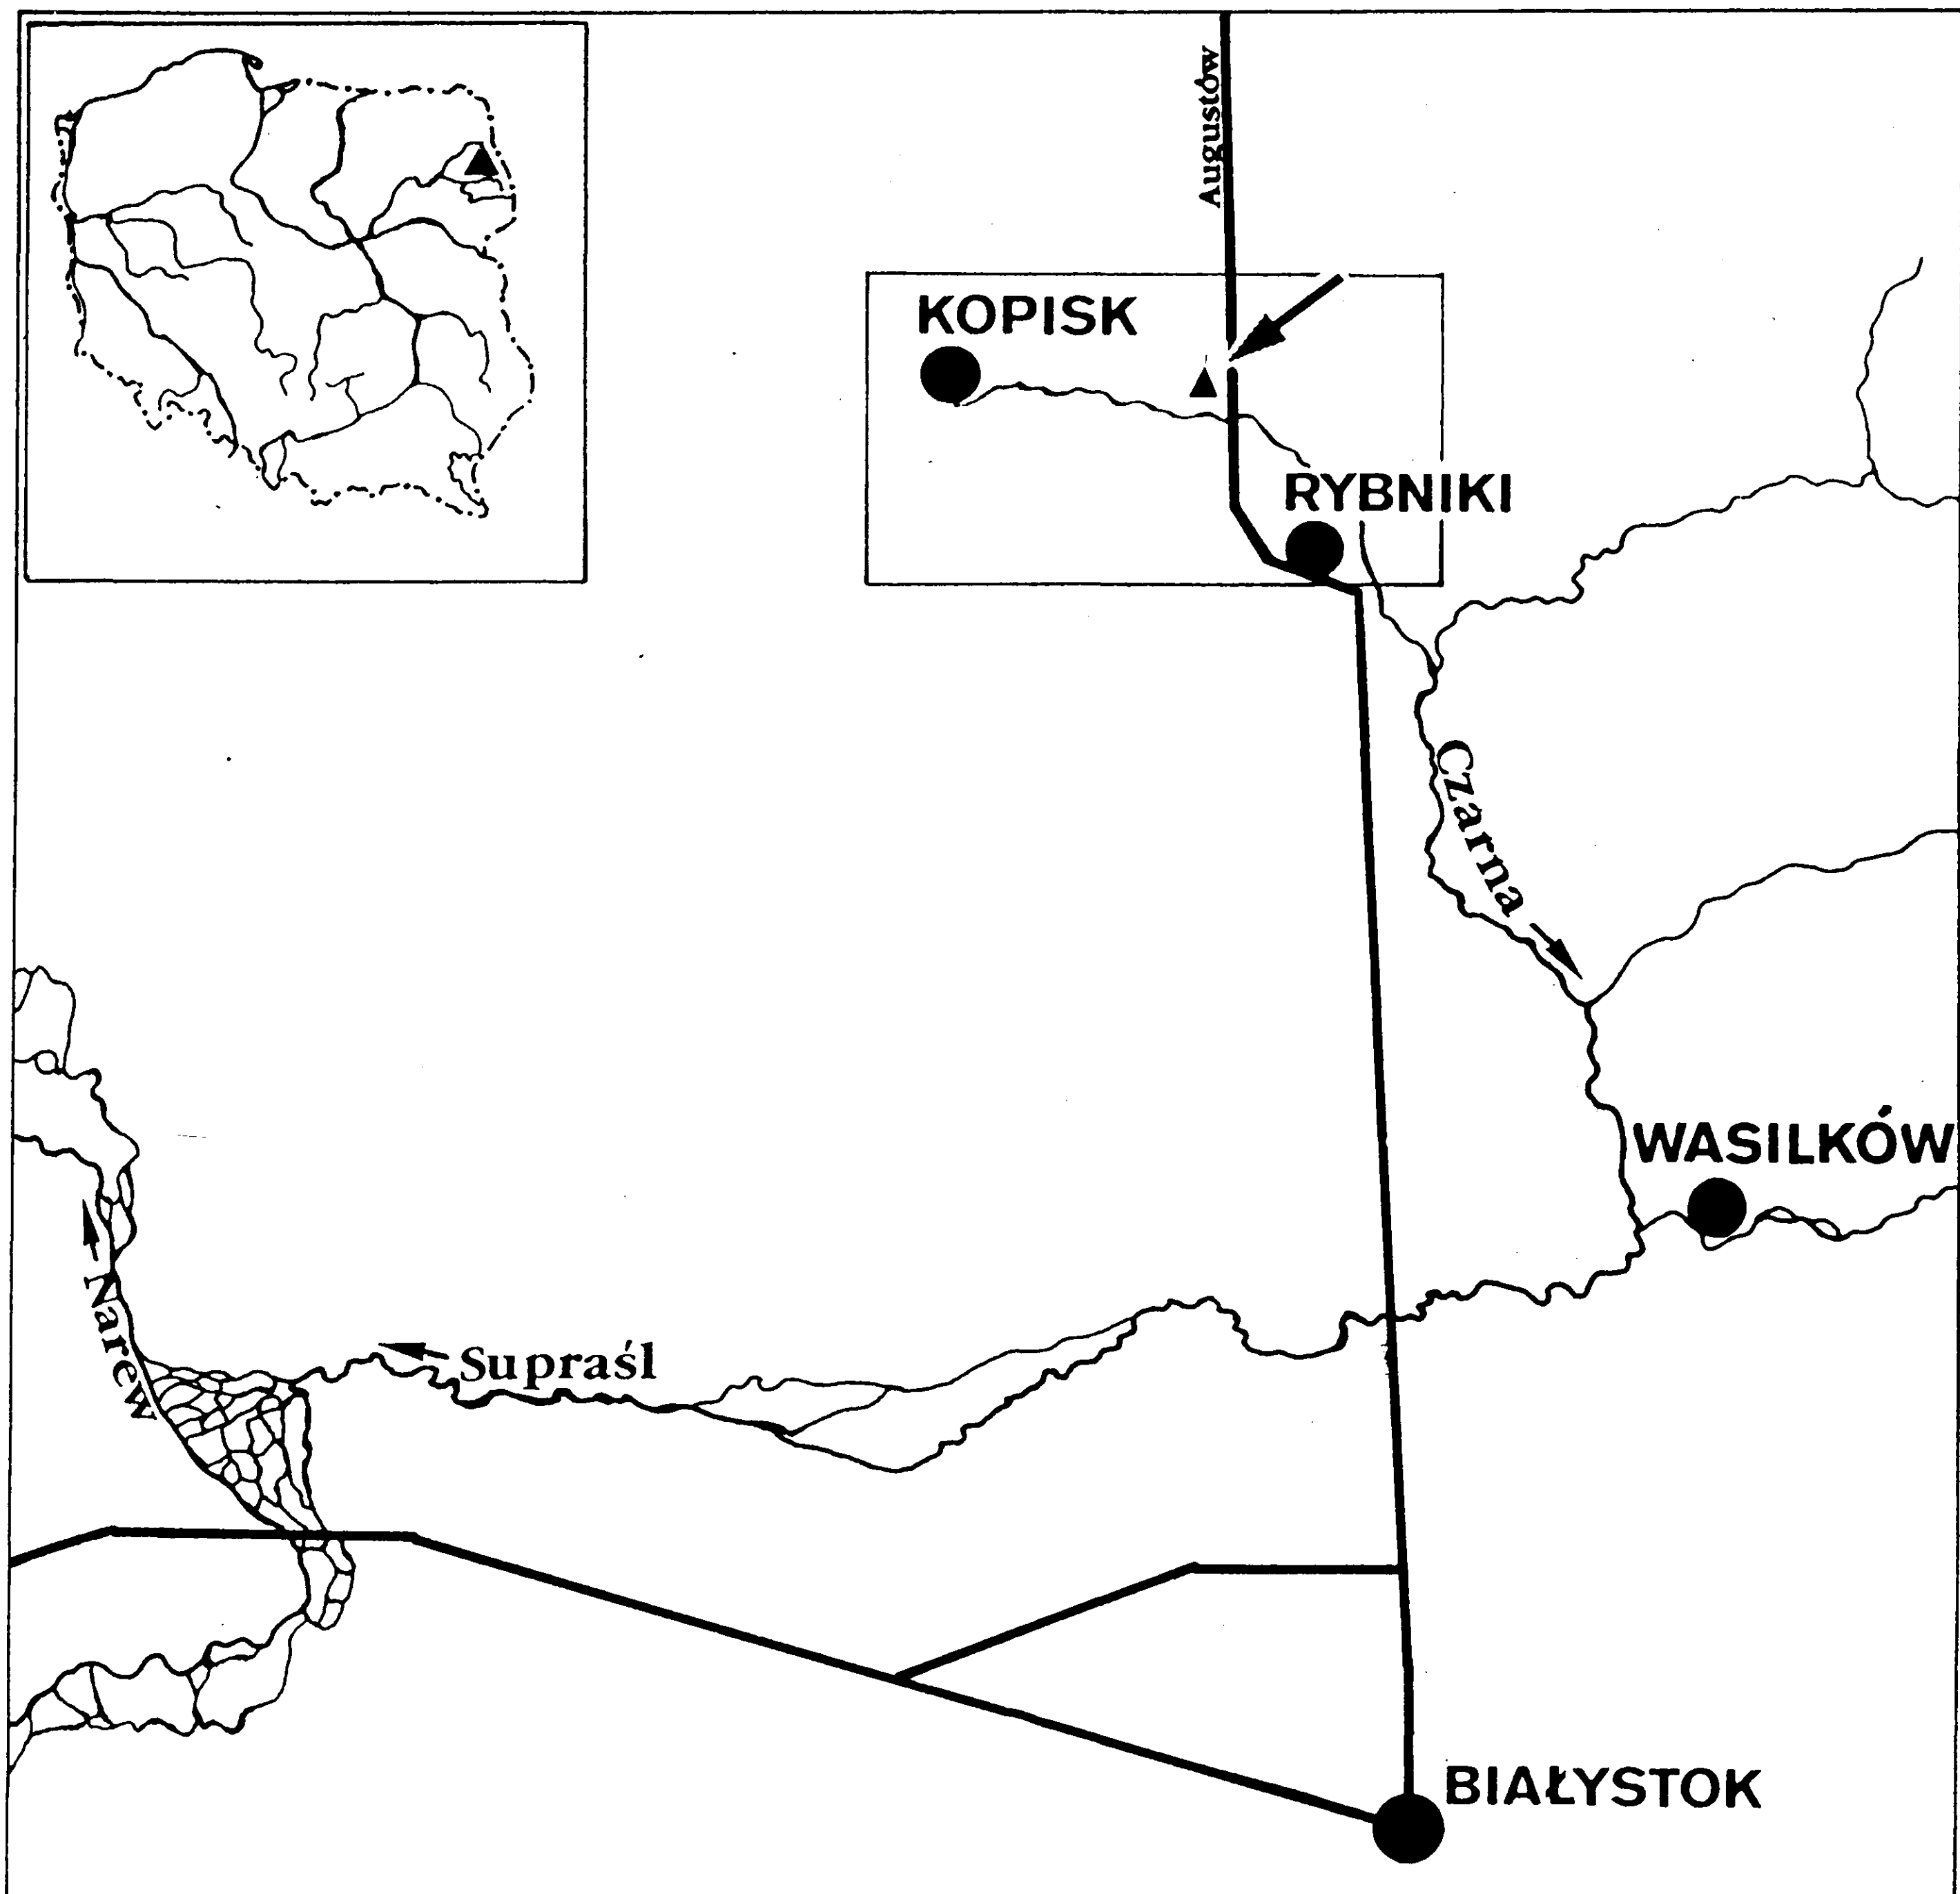 Augustów
KOPISK
RYBNIKI
Czarna
WASILKÓW
Narew
Supraśl
BIAŁYSTOK